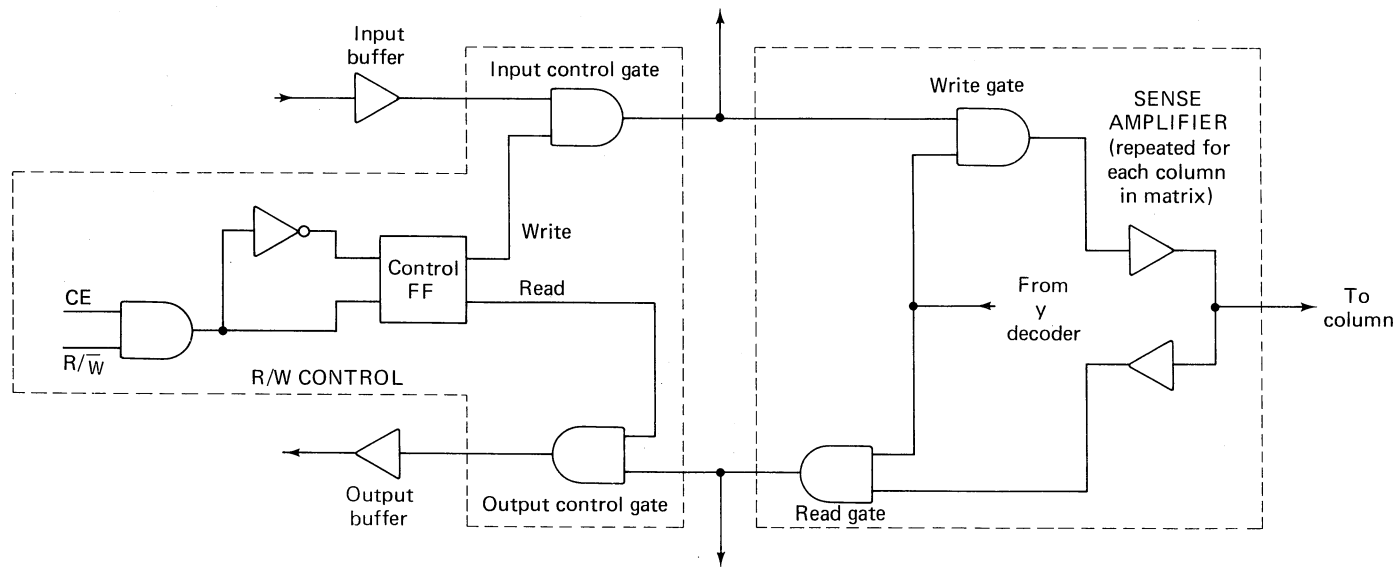 Input
buffer
Input control gate
Write gate
SENSE
AMPLIFIER
(repeated for
each column
in matrix)
Write
Control
FF
Read
CE
R/W̅
From
y
decoder
To
column
R/W CONTROL
Output
buffer
Output control gate
Read gate